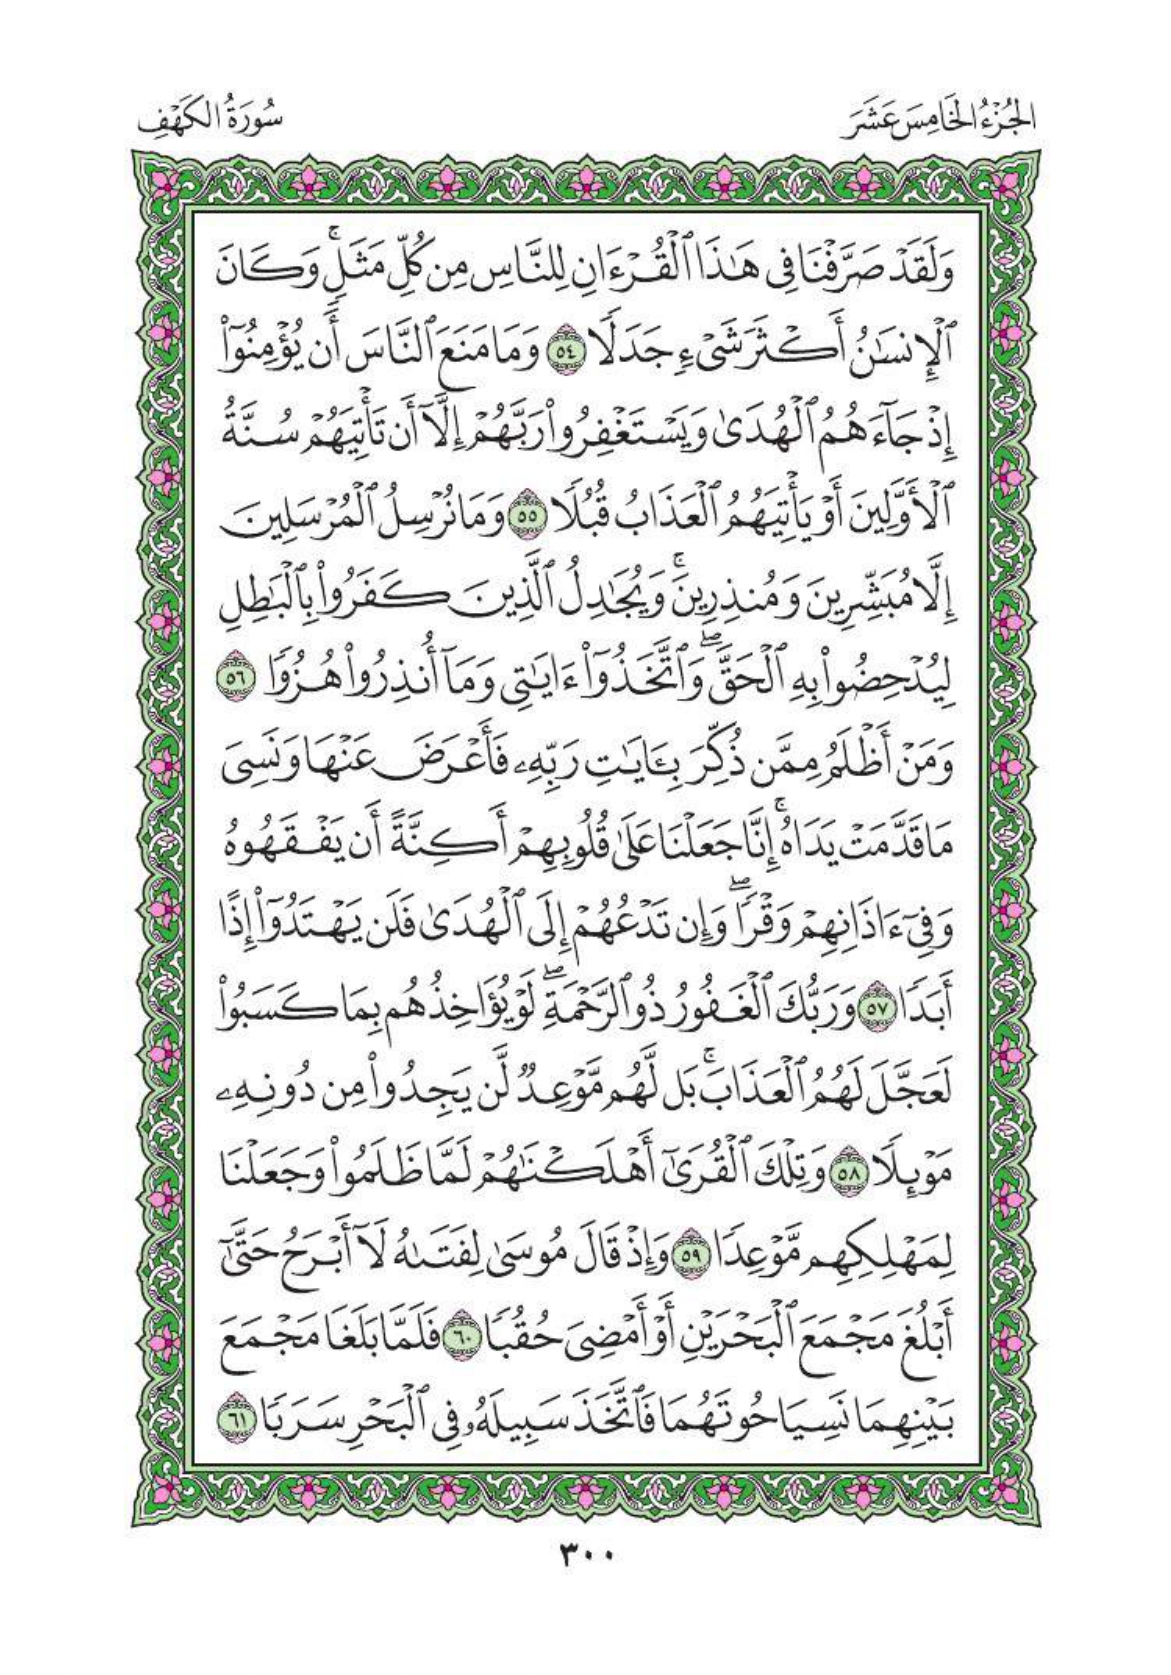 الجُزْءُ الخَامِسَ عَشَرَ
سُورَةُ الكَهْفِ
وَلَقَدْ صَرَّفْنَا فِي هَٰذَا ٱلْقُرْءَانِ لِلنَّاسِ مِن كُلِّ مَثَلٍۚ وَكَانَ
ٱلْإِنسَٰنُ أَكْثَرَ شَىْءٍ جَدَلًا ٥٤ وَمَا مَنَعَ ٱلنَّاسَ أَن يُؤْمِنُوٓا۟
إِذْ جَآءَهُمُ ٱلْهُدَىٰ وَيَسْتَغْفِرُوا۟ رَبَّهُمْ إِلَّآ أَن تَأْتِيَهُمْ سُنَّةُ
ٱلْأَوَّلِينَ أَوْ يَأْتِيَهُمُ ٱلْعَذَابُ قُبُلًا ٥٥ وَمَا نُرْسِلُ ٱلْمُرْسَلِينَ
إِلَّا مُبَشِّرِينَ وَمُنذِرِينَۚ وَيُجَٰدِلُ ٱلَّذِينَ كَفَرُوا۟ بِٱلْبَٰطِلِ
لِيُدْحِضُوا۟ بِهِ ٱلْحَقَّۖ وَٱتَّخَذُوٓا۟ ءَايَٰتِى وَمَآ أُنذِرُوا۟ هُزُوًا ٥٦
وَمَنْ أَظْلَمُ مِمَّن ذُكِّرَ بِـَٔايَٰتِ رَبِّهِۦ فَأَعْرَضَ عَنْهَا وَنَسِىَ
مَا قَدَّمَتْ يَدَاهُۚ إِنَّا جَعَلْنَا عَلَىٰ قُلُوبِهِمْ أَكِنَّةً أَن يَفْقَهُوهُ
وَفِىٓ ءَاذَانِهِمْ وَقْرًاۖ وَإِن تَدْعُهُمْ إِلَى ٱلْهُدَىٰ فَلَن يَهْتَدُوٓا۟ إِذًا
أَبَدًا ٥٧ وَرَبُّكَ ٱلْغَفُورُ ذُو ٱلرَّحْمَةِۖ لَوْ يُؤَاخِذُهُم بِمَا كَسَبُوا۟
لَعَجَّلَ لَهُمُ ٱلْعَذَابَۚ بَل لَّهُم مَّوْعِدٌ لَّن يَجِدُوا۟ مِن دُونِهِۦ
مَوْئِلًا ٥٨ وَتِلْكَ ٱلْقُرَىٰٓ أَهْلَكْنَٰهُمْ لَمَّا ظَلَمُوا۟ وَجَعَلْنَا
لِمَهْلِكِهِم مَّوْعِدًا ٥٩ وَإِذْ قَالَ مُوسَىٰ لِفَتَىٰهُ لَآ أَبْرَحُ حَتَّىٰٓ
أَبْلُغَ مَجْمَعَ ٱلْبَحْرَيْنِ أَوْ أَمْضِىَ حُقُبًا ٦٠ فَلَمَّا بَلَغَا مَجْمَعَ
بَيْنِهِمَا نَسِيَا حُوتَهُمَا فَٱتَّخَذَ سَبِيلَهُۥ فِى ٱلْبَحْرِ سَرَبًا ٦١
٣٠٠